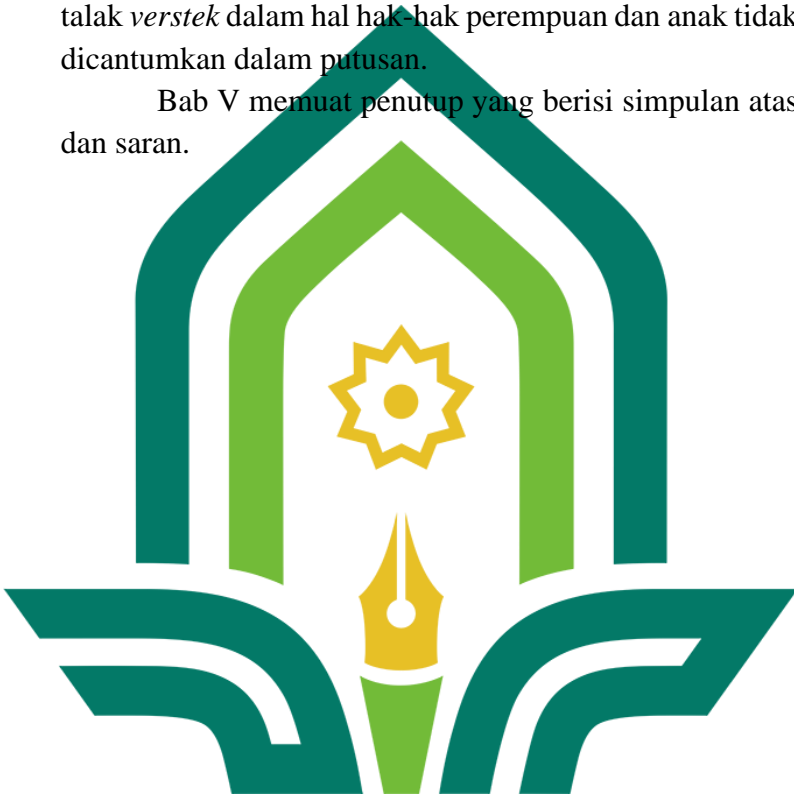 talak verstek dalam hal hak-hak perempuan dan anak tidak
dicantumkan dalam putusan.
Bab V memuat penutup yang berisi simpulan atas
dan saran.